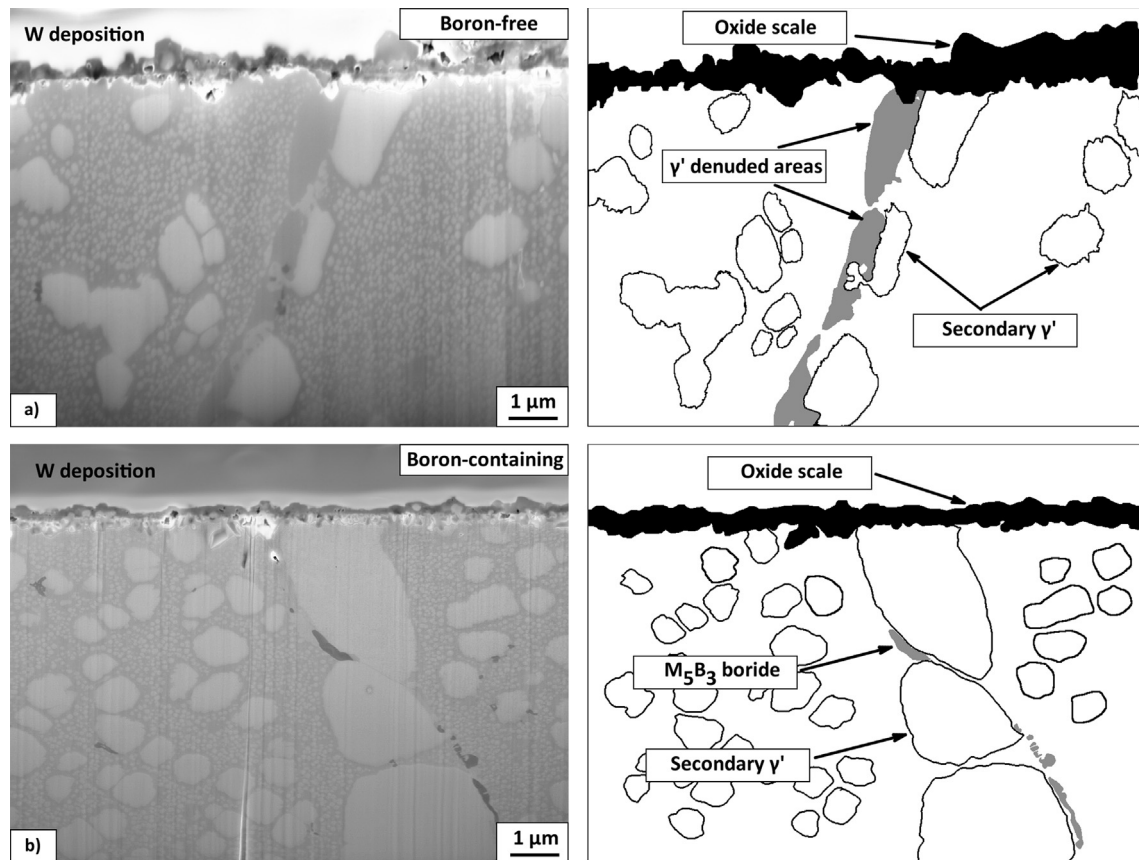 W deposition
Boron-free
Oxide scale
γ' denuded areas
Secondary γ'
a)
1 µm
W deposition
Boron-containing
Oxide scale
M5B3 boride
Secondary γ'
b)
1 µm